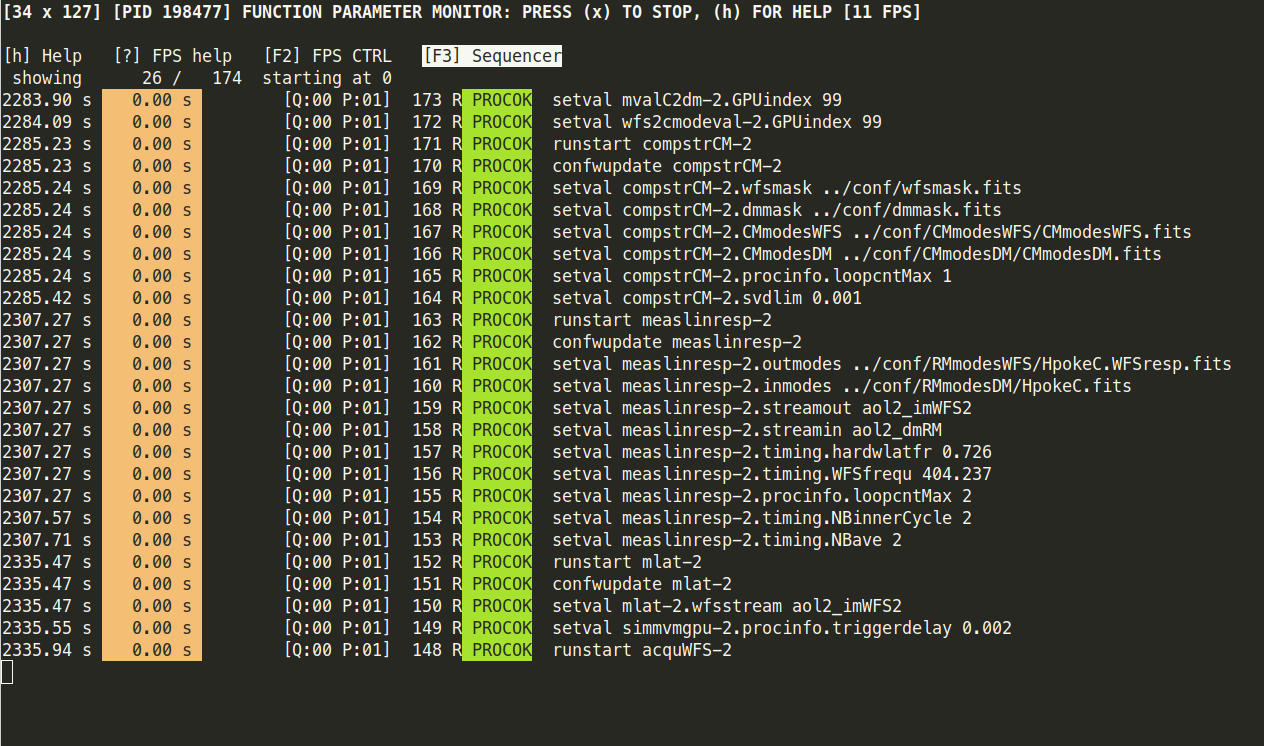 [34 x 127] [PID 198477] FUNCTION PARAMETER MONITOR: PRESS (x) TO STOP, (h) FOR HELP [11 FPS]
[h] Help [?] FPS help [F2] FPS CTRL [F3] Sequencer
showing 26 / 174 starting at 0
2283.90 s 0.00 s [Q:00 P:01] 173 R PROCOK setval mvalC2dm-2.GPUindex 99
2284.09 s 0.00 s [Q:00 P:01] 172 R PROCOK setval wfs2cmodeval-2.GPUindex 99
2285.23 s 0.00 s [Q:00 P:01] 171 R PROCOK runstart compstrCM-2
2285.23 s 0.00 s [Q:00 P:01] 170 R PROCOK confwupdate compstrCM-2
2285.24 s 0.00 s [Q:00 P:01] 169 R PROCOK setval compstrCM-2.wfsmask ../conf/wfsmask.fits
2285.24 s 0.00 s [Q:00 P:01] 168 R PROCOK setval compstrCM-2.dmmask ../conf/dmmask.fits
2285.24 s 0.00 s [Q:00 P:01] 167 R PROCOK setval compstrCM-2.CMmodesWFS ../conf/CMmodesWFS/CMmodesWFS.fits
2285.24 s 0.00 s [Q:00 P:01] 166 R PROCOK setval compstrCM-2.CMmodesDM ../conf/CMmodesDM/CMmodesDM.fits
2285.24 s 0.00 s [Q:00 P:01] 165 R PROCOK setval compstrCM-2.procinfo.loopcntMax 1
2285.42 s 0.00 s [Q:00 P:01] 164 R PROCOK setval compstrCM-2.svdlim 0.001
2307.27 s 0.00 s [Q:00 P:01] 163 R PROCOK runstart measlinresp-2
2307.27 s 0.00 s [Q:00 P:01] 162 R PROCOK confwupdate measlinresp-2
2307.27 s 0.00 s [Q:00 P:01] 161 R PROCOK setval measlinresp-2.outmodes ../conf/RMmodesWFS/HpokeC.WFSresp.fits
2307.27 s 0.00 s [Q:00 P:01] 160 R PROCOK setval measlinresp-2.inmodes ../conf/RMmodesDM/HpokeC.fits
2307.27 s 0.00 s [Q:00 P:01] 159 R PROCOK setval measlinresp-2.streamout aol2_imWFS2
2307.27 s 0.00 s [Q:00 P:01] 158 R PROCOK setval measlinresp-2.streamin aol2_dmRM
2307.27 s 0.00 s [Q:00 P:01] 157 R PROCOK setval measlinresp-2.timing.hardwlatfr 0.726
2307.27 s 0.00 s [Q:00 P:01] 156 R PROCOK setval measlinresp-2.timing.WFSfrequ 404.237
2307.27 s 0.00 s [Q:00 P:01] 155 R PROCOK setval measlinresp-2.procinfo.loopcntMax 2
2307.57 s 0.00 s [Q:00 P:01] 154 R PROCOK setval measlinresp-2.timing.NBinnerCycle 2
2307.71 s 0.00 s [Q:00 P:01] 153 R PROCOK setval measlinresp-2.timing.NBave 2
2335.47 s 0.00 s [Q:00 P:01] 152 R PROCOK runstart mlat-2
2335.47 s 0.00 s [Q:00 P:01] 151 R PROCOK confwupdate mlat-2
2335.47 s 0.00 s [Q:00 P:01] 150 R PROCOK setval mlat-2.wfsstream aol2_imWFS2
2335.55 s 0.00 s [Q:00 P:01] 149 R PROCOK setval simmvmgpu-2.procinfo.triggerdelay 0.002
2335.94 s 0.00 s [Q:00 P:01] 148 R PROCOK runstart acquWFS-2